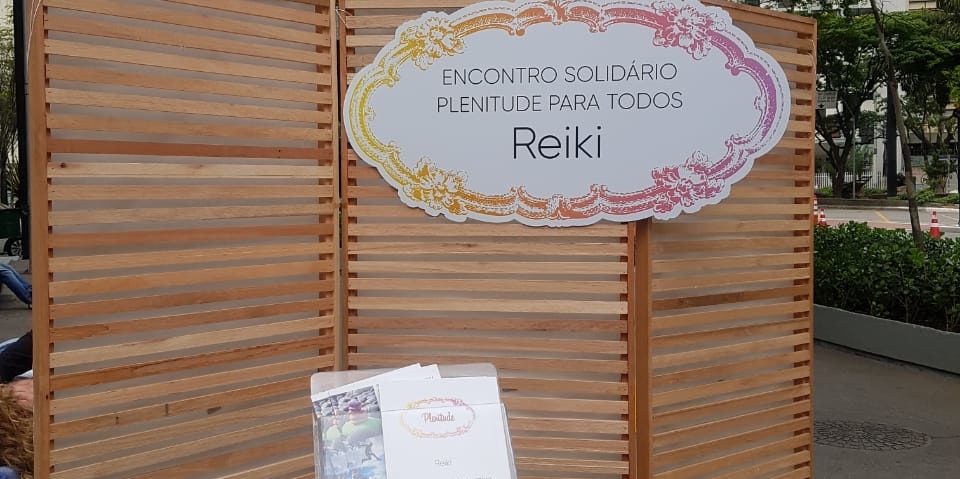 ENCONTRO SOLIDÁRIO
PLENITUDE PARA TODOS
Reiki
Plenitude
Reiki